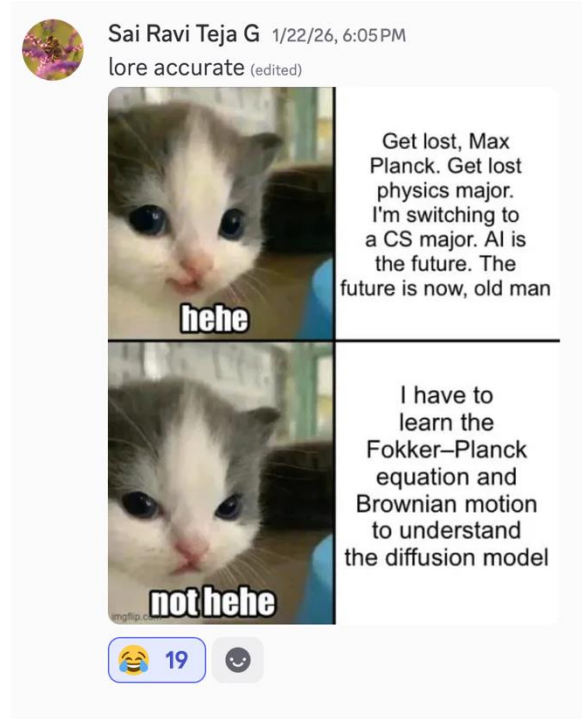 Sai Ravi Teja G 1/22/26, 6:05 PM
lore accurate (edited)
Get lost, Max
Planck. Get lost
physics major.
I'm switching to
a CS major. AI is
the future. The
future is now, old man
hehe
I have to
learn the
Fokker–Planck
equation and
Brownian motion
to understand
the diffusion model
not hehe
19